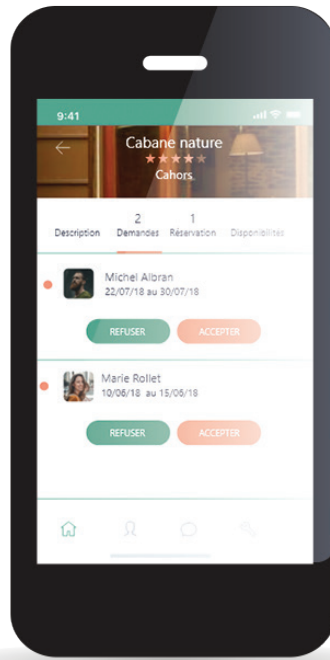 9:41
Cabane nature
Cahors
2 1
Description Demandes Réservation Disponibilités
Michel Albran
22/07/18 au 30/07/18
REFUSER ACCEPTER
Marie Rollet
10/06/18 au 15/06/18
REFUSER ACCEPTER